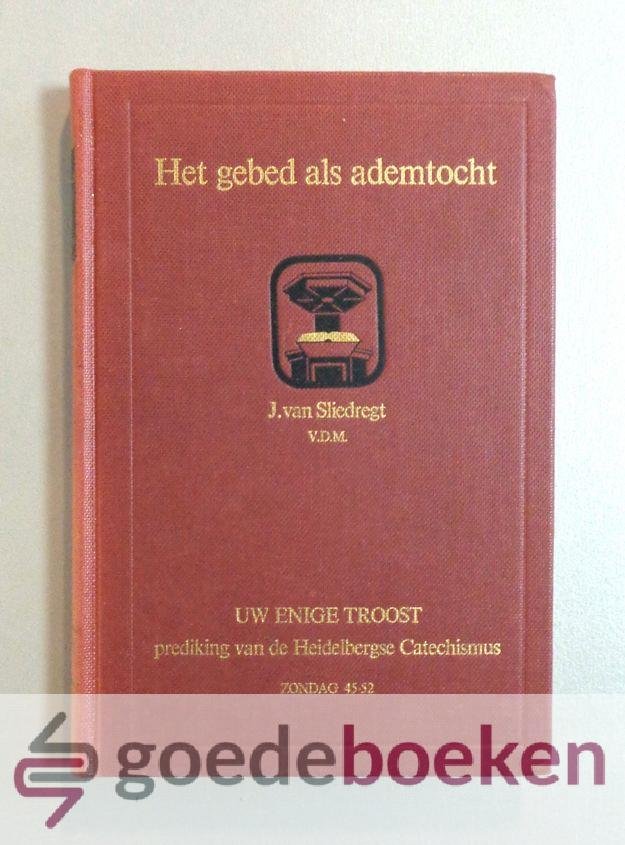 Het gebed als ademtocht
J. van Sliedregt
V.D.M.
UW ENIGE TROOST
prediking van de Heidelbergse Catechismus
ZONDAG 45-52
goedeboeken